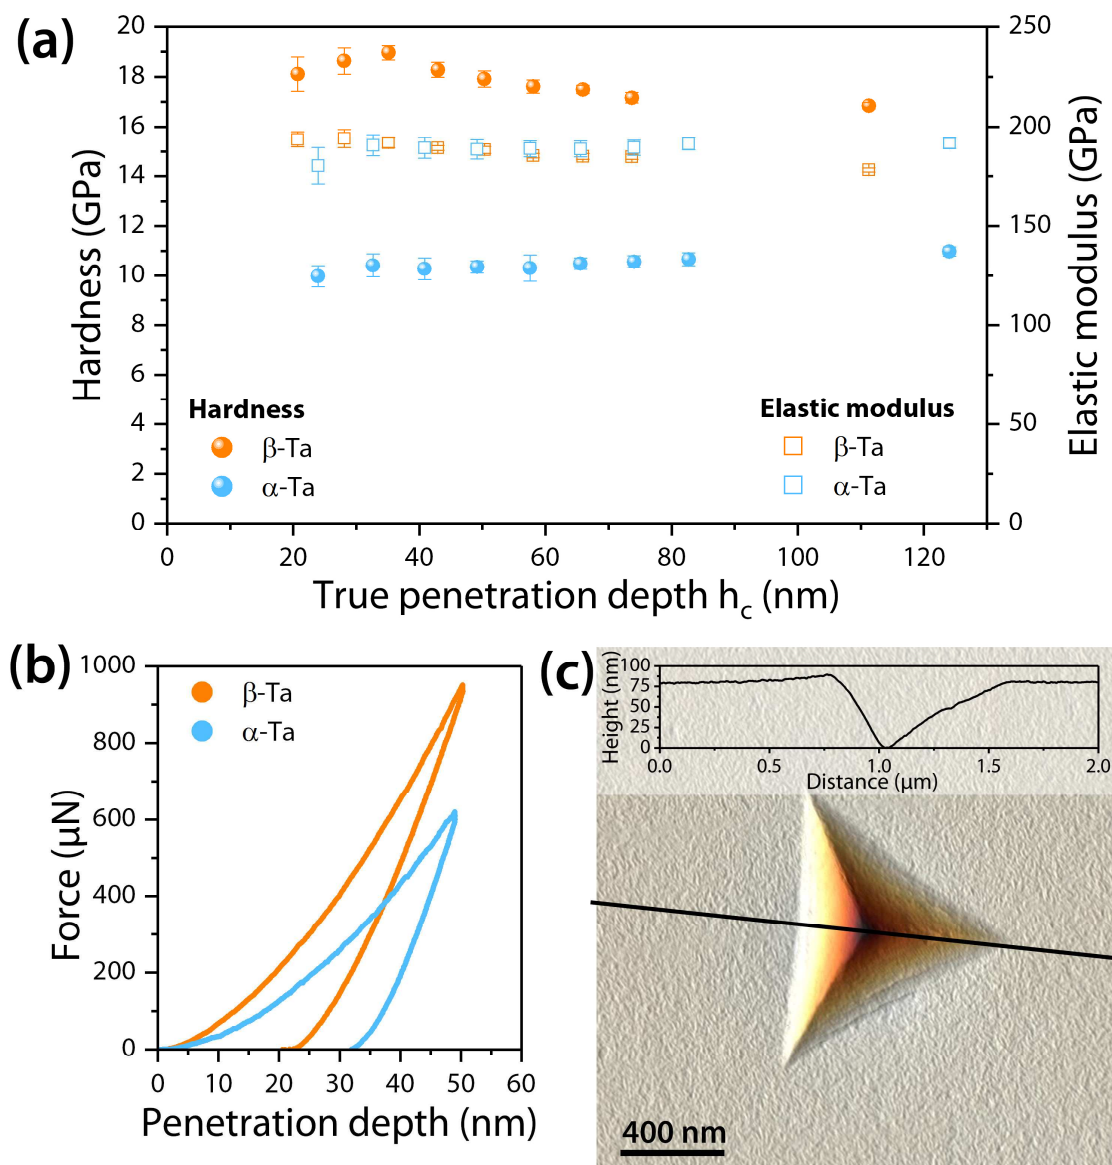 (a)
20
18
16
14
12
10
8
6
4
2
0
Hardness (GPa)
250
200
150
100
50
0
Elastic modulus (GPa)
Hardness
β-Ta
α-Ta
Elastic modulus
β-Ta
α-Ta
0 20 40 60 80 100 120
True penetration depth hc (nm)
(b)
1000
800
600
400
200
0
Force (μN)
β-Ta
α-Ta
0 10 20 30 40 50 60
Penetration depth (nm)
(c)
100
75
50
25
0
Height (nm)
0.0 0.5 1.0 1.5 2.0
Distance (μm)
400 nm